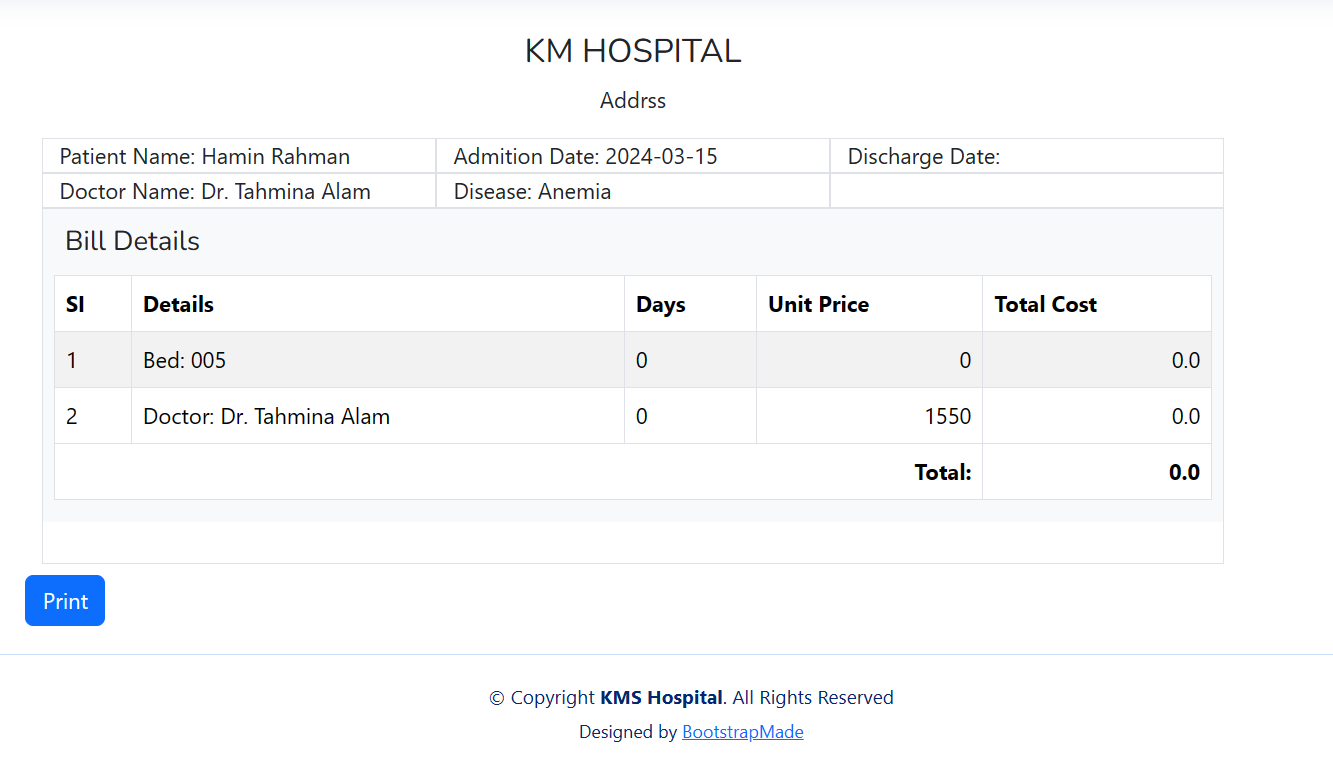 KM HOSPITAL
Addrss
Patient Name: Hamin Rahman Admition Date: 2024-03-15 Discharge Date:
Doctor Name: Dr. Tahmina Alam Disease: Anemia
Bill Details
Sl Details Days Unit Price Total Cost
1 Bed: 005 0 0 0.0
2 Doctor: Dr. Tahmina Alam 0 1550 0.0
Total: 0.0
Print
© Copyright KMS Hospital. All Rights Reserved
Designed by BootstrapMade